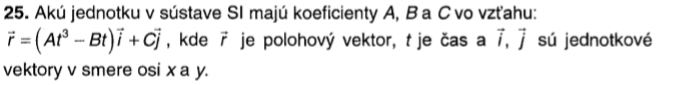 25. Akú jednotku v sústave SI majú koeficienty A, B a C vo vzťahu:
r⃗ = (At³ – Bt)i⃗ + Cj⃗, kde r⃗ je polohový vektor, t je čas a i⃗, j⃗ sú jednotkové
vektory v smere osi x a y.